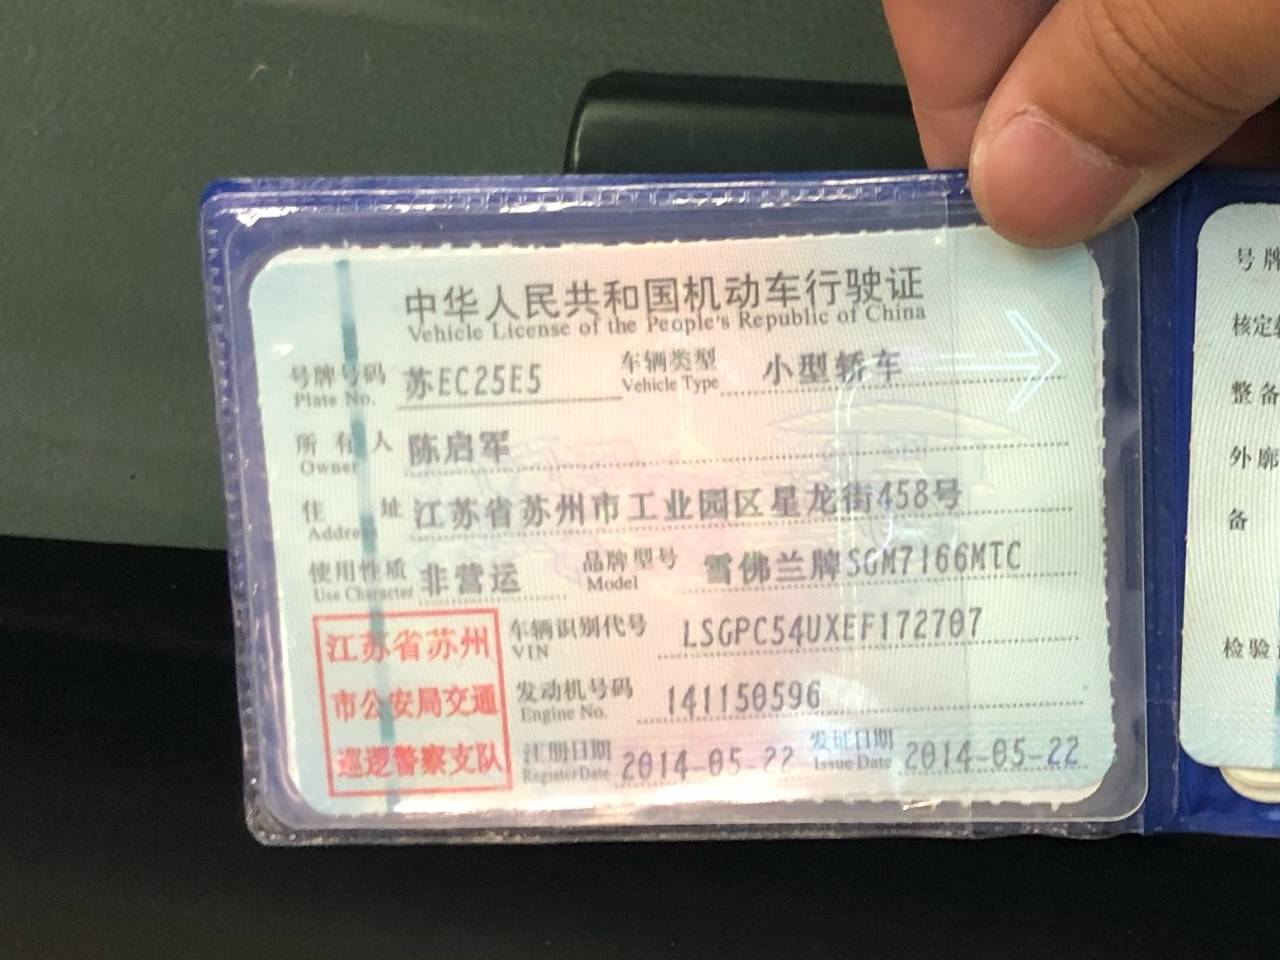 中华人民共和国机动车行驶证
Vehicle License of the People's Republic of China
号牌号码 苏EC25E5 车辆类型 小型轿车
Plate No. Vehicle Type
所有人 陈启军
Owner
住址 江苏省苏州市工业园区星龙街458号
Address
使用性质 非营运 品牌型号 雪佛兰牌SGM7166MTC
Use Character Model
江苏省苏州
市公安局交通
巡逻警察支队
车辆识别代号 LSGPC54UXEF172707
VIN
发动机号码 141150596
Engine No.
注册日期 2014-05-22 发证日期 2014-05-22
Register Date Issue Date
号牌
核定
整备
外廓
备
检验